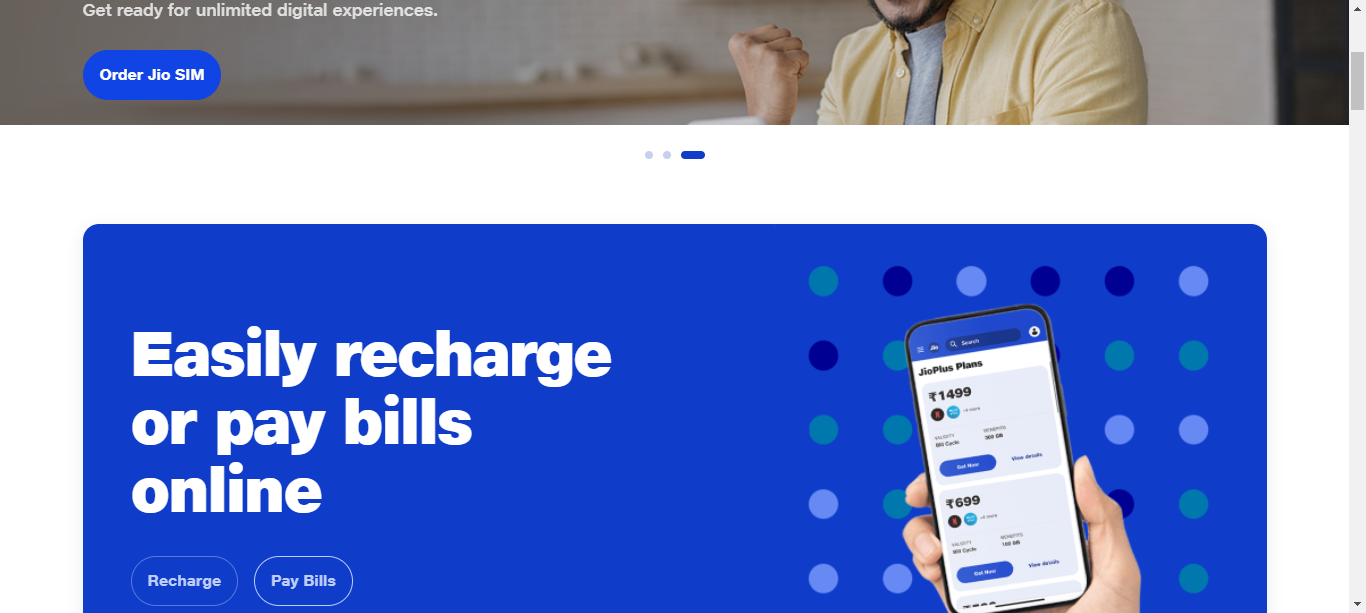 Get ready for unlimited digital experiences.
Order Jio SIM
Easily recharge
or pay bills
online
Recharge
Pay Bills
Jio
Search
JioPlus Plans
₹1499
+4 more
VALIDITY BENEFITS
Bill Cycle 300 GB
Get Now View details
₹699
VALIDITY BENEFITS
Bill Cycle 100 GB
Get Now View details